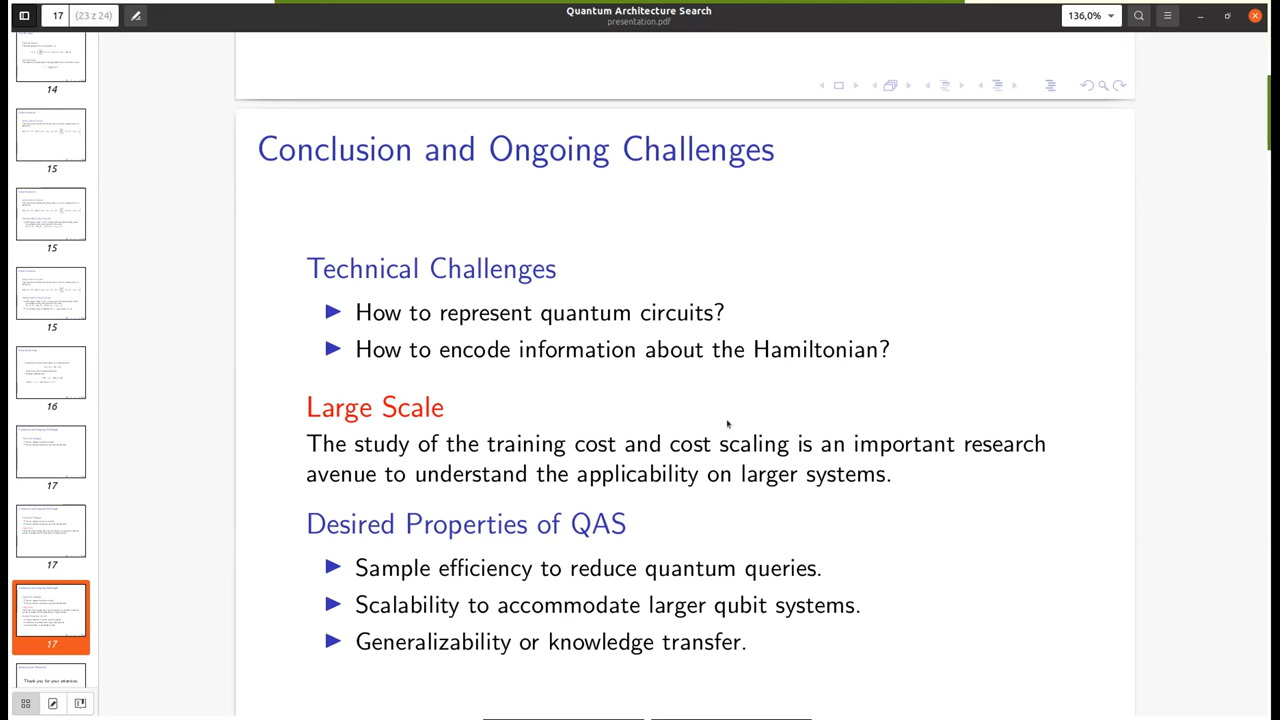 17 (23 z 24)
Quantum Architecture Search
presentation.pdf
136,0%
14
15
15
15
16
17
17
17
Thank you for your attention
Conclusion and Ongoing Challenges
Technical Challenges
How to represent quantum circuits?
How to encode information about the Hamiltonian?
Large Scale
The study of the training cost and cost scaling is an important research
avenue to understand the applicability on larger systems.
Desired Properties of QAS
Sample efficiency to reduce quantum queries.
Scalability to accommodate larger qubit systems.
Generalizability or knowledge transfer.